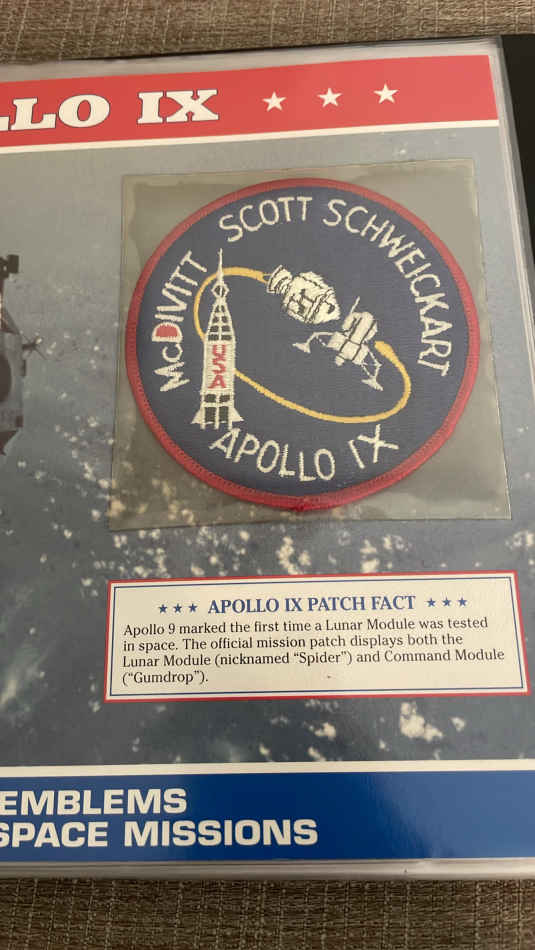 LLO IX
McDIVITT SCOTT SCHWEICKART
USA
APOLLO IX
APOLLO IX PATCH FACT
Apollo 9 marked the first time a Lunar Module was tested
in space. The official mission patch displays both the
Lunar Module (nicknamed “Spider”) and Command Module
(“Gumdrop”).
EMBLEMS
SPACE MISSIONS